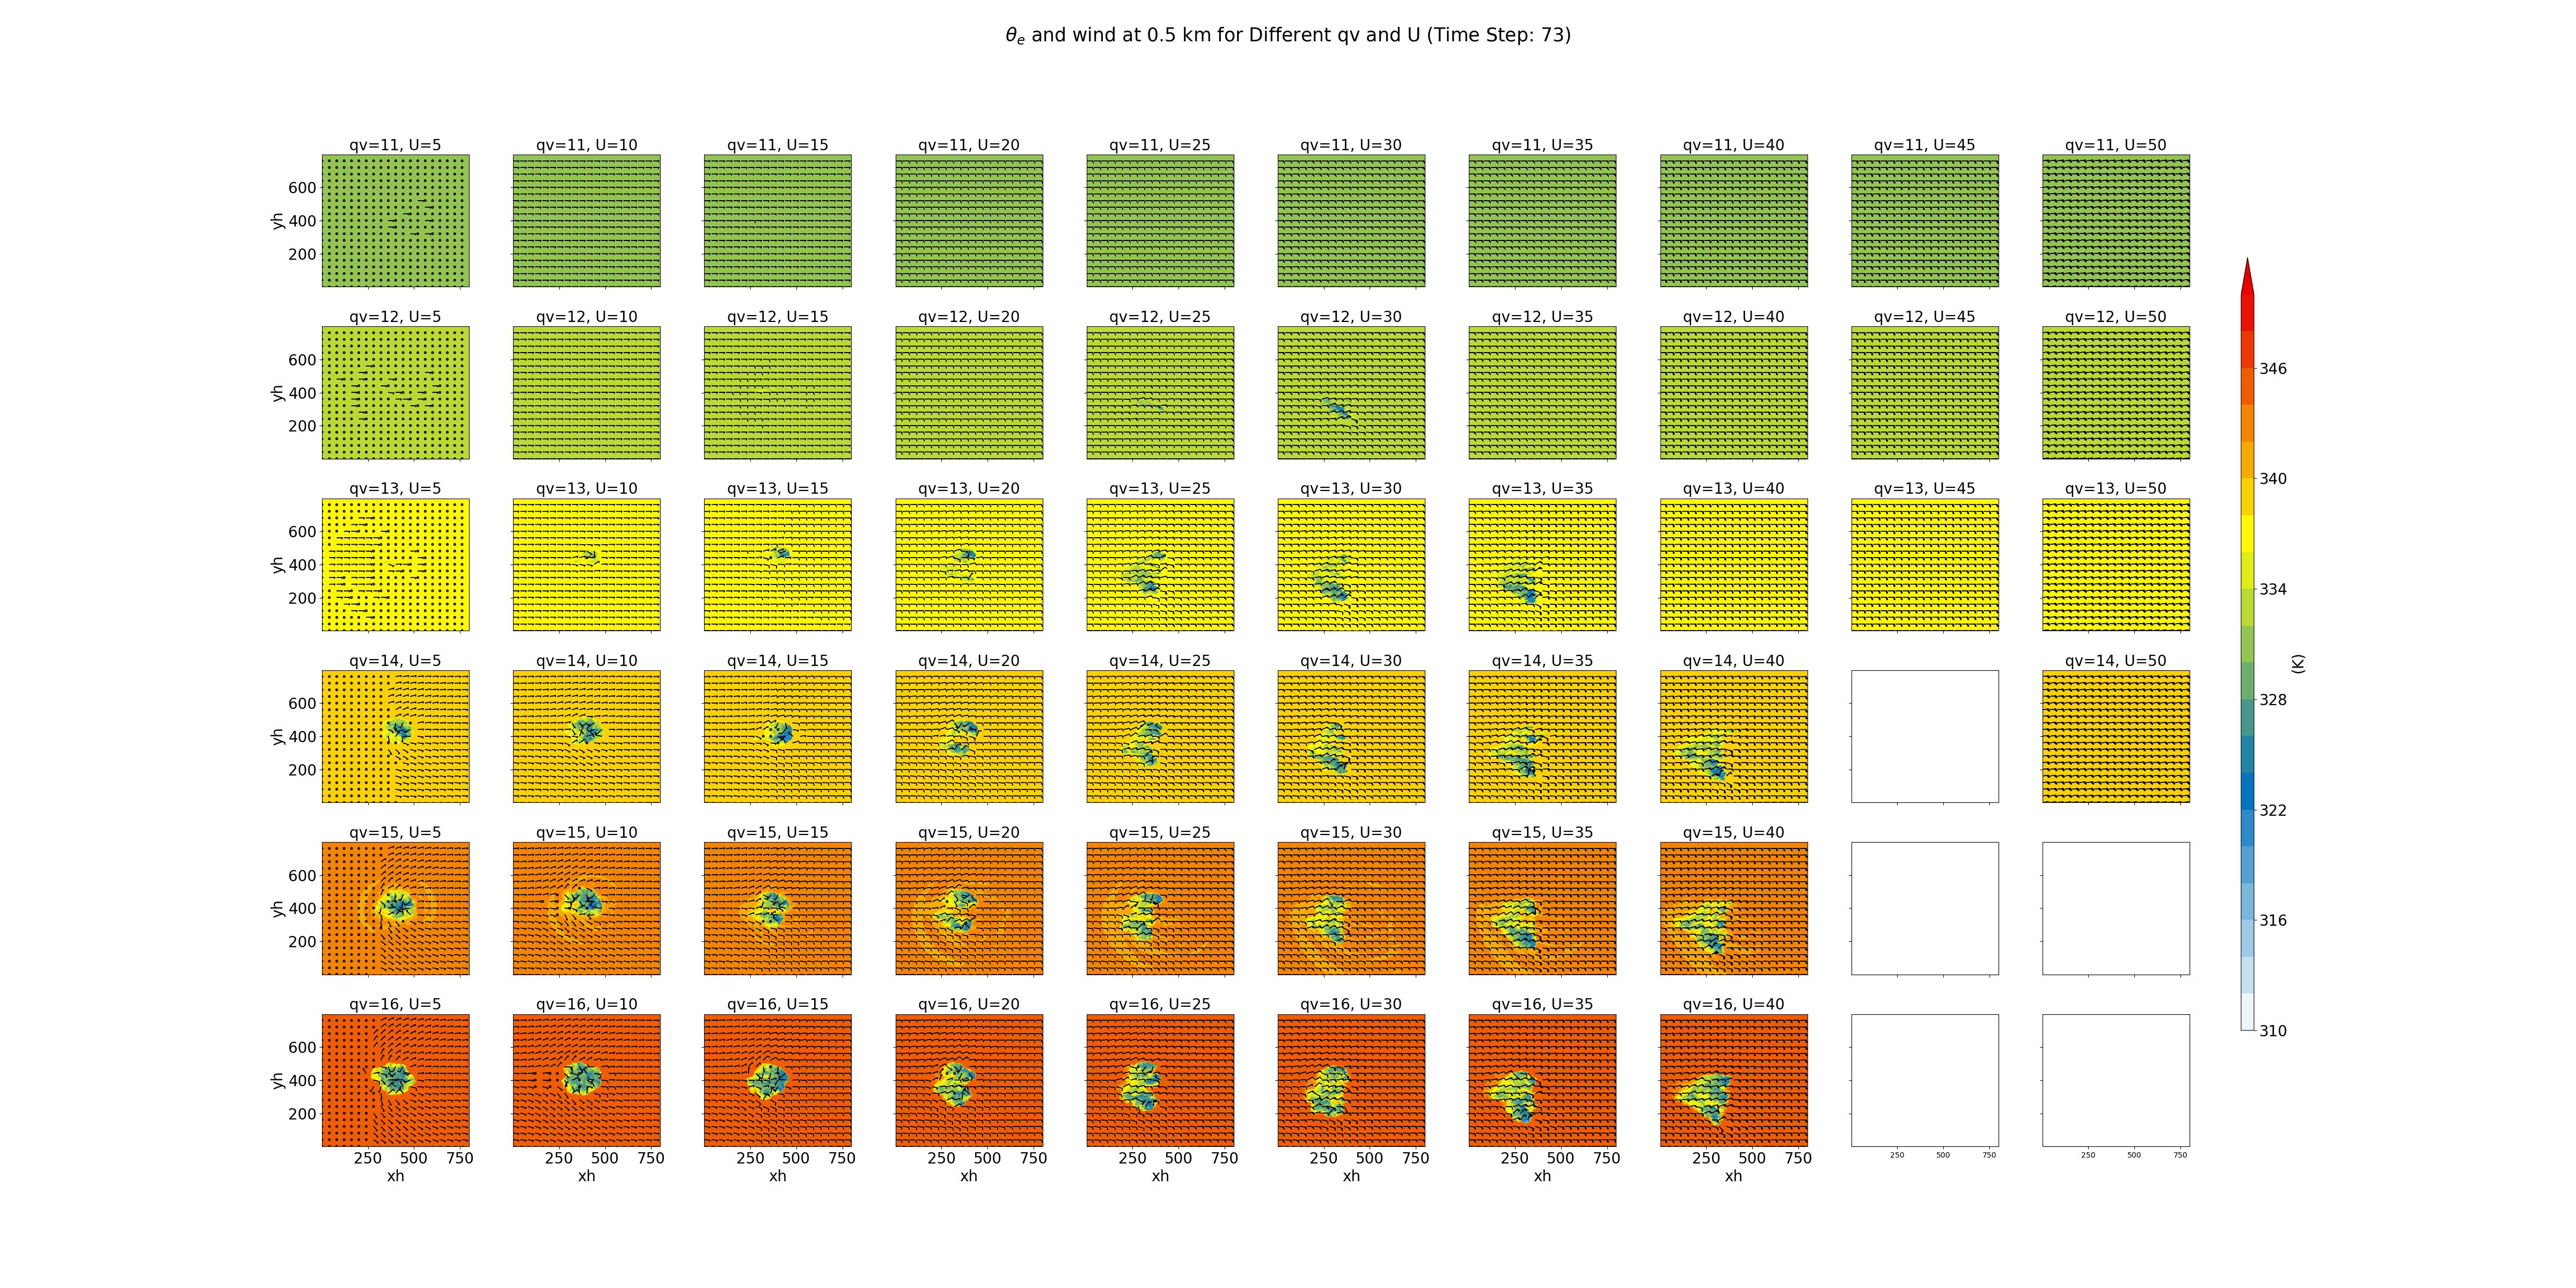 θe and wind at 0.5 km for Different qv and U (Time Step: 73)
qv=11, U=5 qv=11, U=10 qv=11, U=15 qv=11, U=20 qv=11, U=25 qv=11, U=30 qv=11, U=35 qv=11, U=40 qv=11, U=45 qv=11, U=50
600
yh 400
200
qv=12, U=5 qv=12, U=10 qv=12, U=15 qv=12, U=20 qv=12, U=25 qv=12, U=30 qv=12, U=35 qv=12, U=40 qv=12, U=45 qv=12, U=50
600
yh 400
200
qv=13, U=5 qv=13, U=10 qv=13, U=15 qv=13, U=20 qv=13, U=25 qv=13, U=30 qv=13, U=35 qv=13, U=40 qv=13, U=45 qv=13, U=50
600
yh 400
200
qv=14, U=5 qv=14, U=10 qv=14, U=15 qv=14, U=20 qv=14, U=25 qv=14, U=30 qv=14, U=35 qv=14, U=40 qv=14, U=50
600
yh 400
200
qv=15, U=5 qv=15, U=10 qv=15, U=15 qv=15, U=20 qv=15, U=25 qv=15, U=30 qv=15, U=35 qv=15, U=40
600
yh 400
200
qv=16, U=5 qv=16, U=10 qv=16, U=15 qv=16, U=20 qv=16, U=25 qv=16, U=30 qv=16, U=35 qv=16, U=40
600
yh 400
200
250 500 750 250 500 750 250 500 750 250 500 750 250 500 750 250 500 750 250 500 750 250 500 750 250 500 750 250 500 750
xh xh xh xh xh xh xh xh
346
340
334
328
322
316
310
(K)